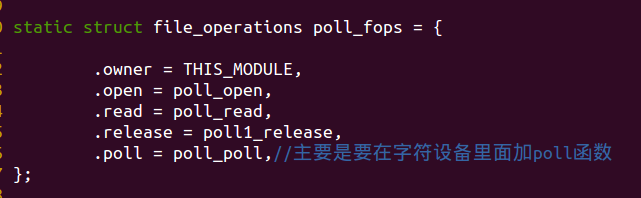 static struct file_operations poll_fops = {
.owner = THIS_MODULE,
.open = poll_open,
.read = poll_read,
.release = poll1_release,
.poll = poll_poll,//主要是要在字符设备里面加poll函数
};